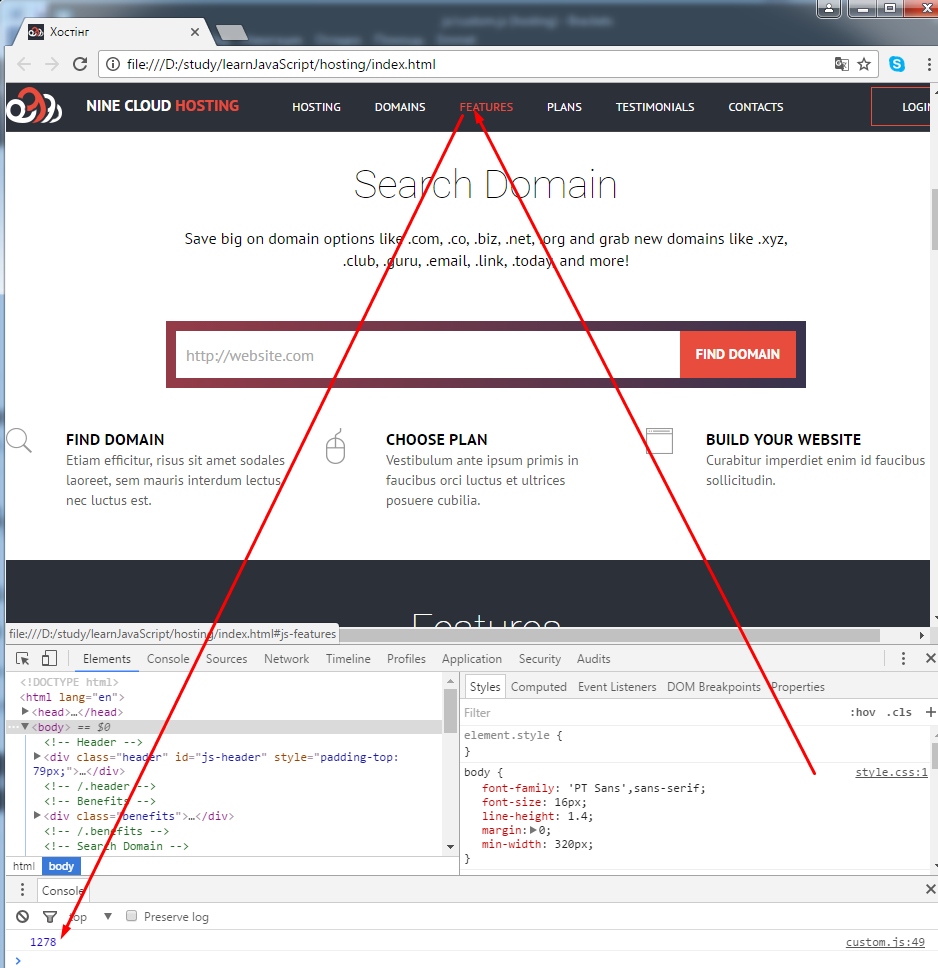 Хостінг
file:///D:/study/learnJavaScript/hosting/index.html
NINE CLOUD HOSTING HOSTING DOMAINS FEATURES PLANS TESTIMONIALS CONTACTS LOGIN
Search Domain
Save big on domain options like .com, .co, .biz, .net, .org and grab new domains like .xyz,
.club, .guru, .email, .link, .today, and more!
http://website.com FIND DOMAIN
FIND DOMAIN
Etiam efficitur, risus sit amet sodales
laoreet, sem mauris interdum lectus,
nec luctus est.
CHOOSE PLAN
Vestibulum ante ipsum primis in
faucibus orci luctus et ultrices
posuere cubilia.
BUILD YOUR WEBSITE
Curabitur imperdiet enim id faucibus
sollicitudin.
Features
file:///D:/study/learnJavaScript/hosting/index.html#js-features
Elements Console Sources Network Timeline Profiles Application Security Audits
<!DOCTYPE html>
<html lang="en">
▶<head>…</head>
…▼<body> == $0
<!-- Header -->
▶<div class="header" id="js-header" style="padding-top:
79px;">…</div>
<!-- /.header -->
<!-- Benefits -->
▶<div class="benefits">…</div>
<!-- /.benefits -->
<!-- Search Domain -->
html body
Styles Computed Event Listeners DOM Breakpoints Properties
Filter :hov .cls +
element.style {
}
body { style.css:1
font-family: 'PT Sans',sans-serif;
font-size: 16px;
line-height: 1.4;
margin:▶0;
min-width: 320px;
}
Console
top ▼ Preserve log
1278 custom.js:49
>